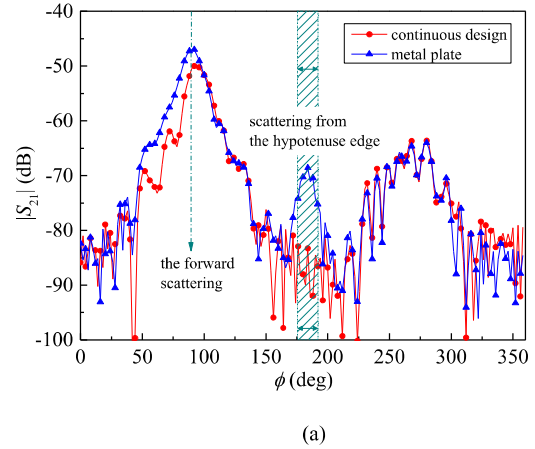 (a)
-40
-50
-60
-70
-80
-90
-100
|S21| (dB)
continuous design
metal plate
scattering from
the hypotenuse edge
the forward
scattering
0 50 100 150 200 250 300 350
ϕ (deg)
(a)